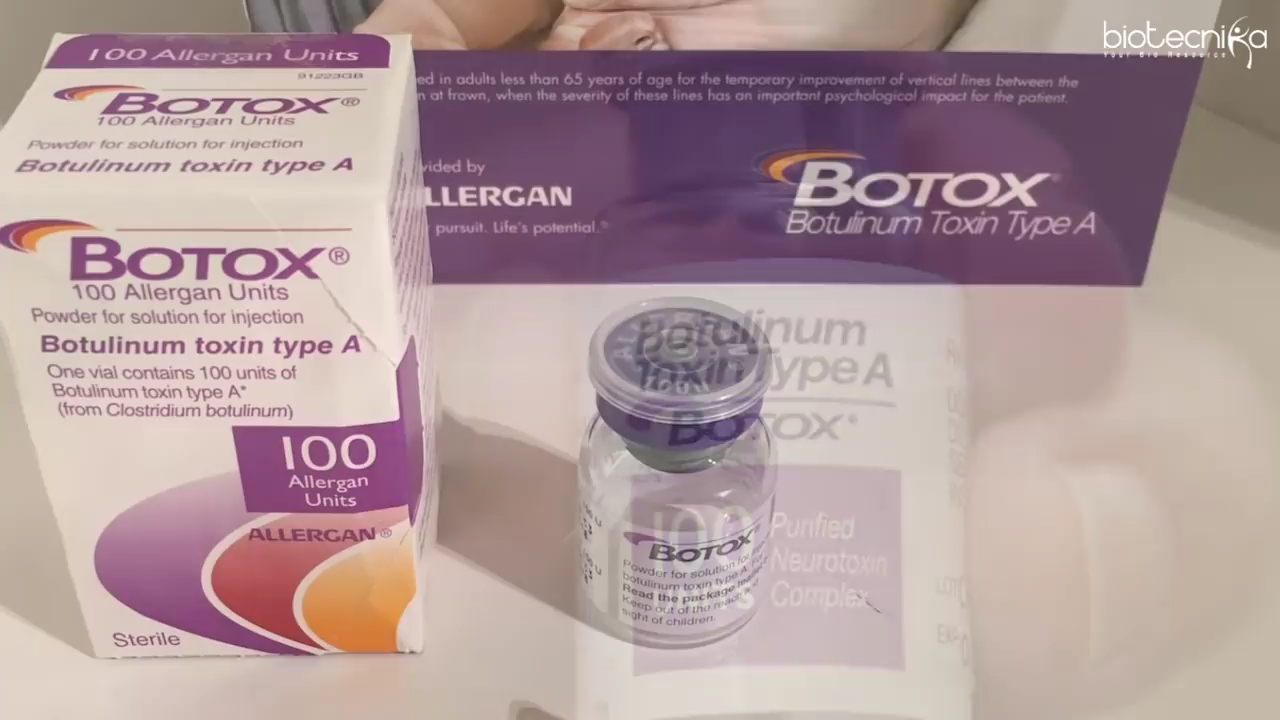 100 Allergan Units
91223GB
BOTOX®
100 Allergan Units
Powder for solution for injection
Botulinum toxin type A
BOTOX®
100 Allergan Units
Powder for solution for injection
Botulinum toxin type A
One vial contains 100 units of
Botulinum toxin type A*
(from Clostridium botulinum)
100
Allergan
Units
ALLERGAN®
Sterile
ed in adults less than 65 years of age for the temporary improvement of vertical lines between the
n at frown, when the severity of these lines has an important psychological impact for the patient.
vided by
LLERGAN
pursuit. Life's potential.®
BOTOX
Botulinum Toxin Type A
Botulinum
toxin Type A
BOTOX®
100
Purified
Neurotoxin
Complex
BOTOX
Powder for solution for
botulinum toxin type A
Read the package
Keep out of the
sight of children.
biotecnika
Your Bio Resource